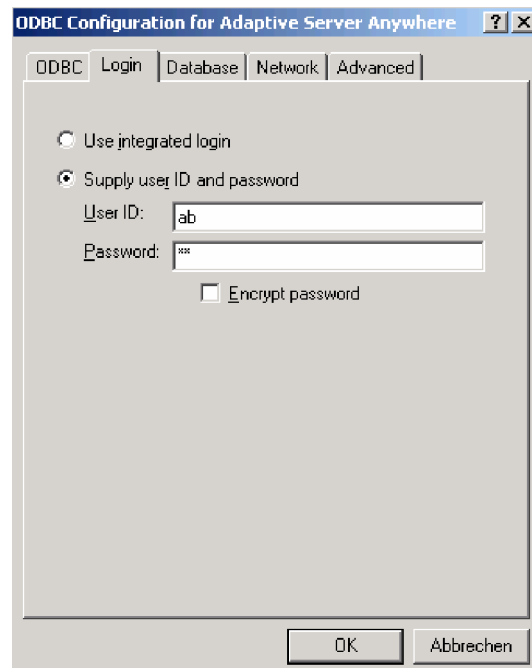 ODBC Configuration for Adaptive Server Anywhere ? X
ODBC Login Database Network Advanced
Use integrated login
Supply user ID and password
User ID: ab
Password: **
Encrypt password
OK Abbrechen